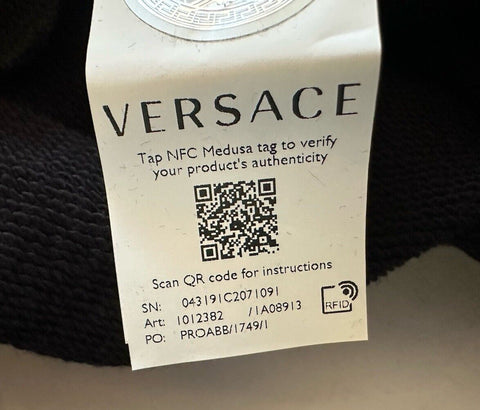 VERSACE
Tap NFC Medusa tag to verify
your product's authenticity
Scan QR code for instructions
SN: 043191C2071091
Art: 1012382 /1A08913
PO: PROABB/1749/1
RFID